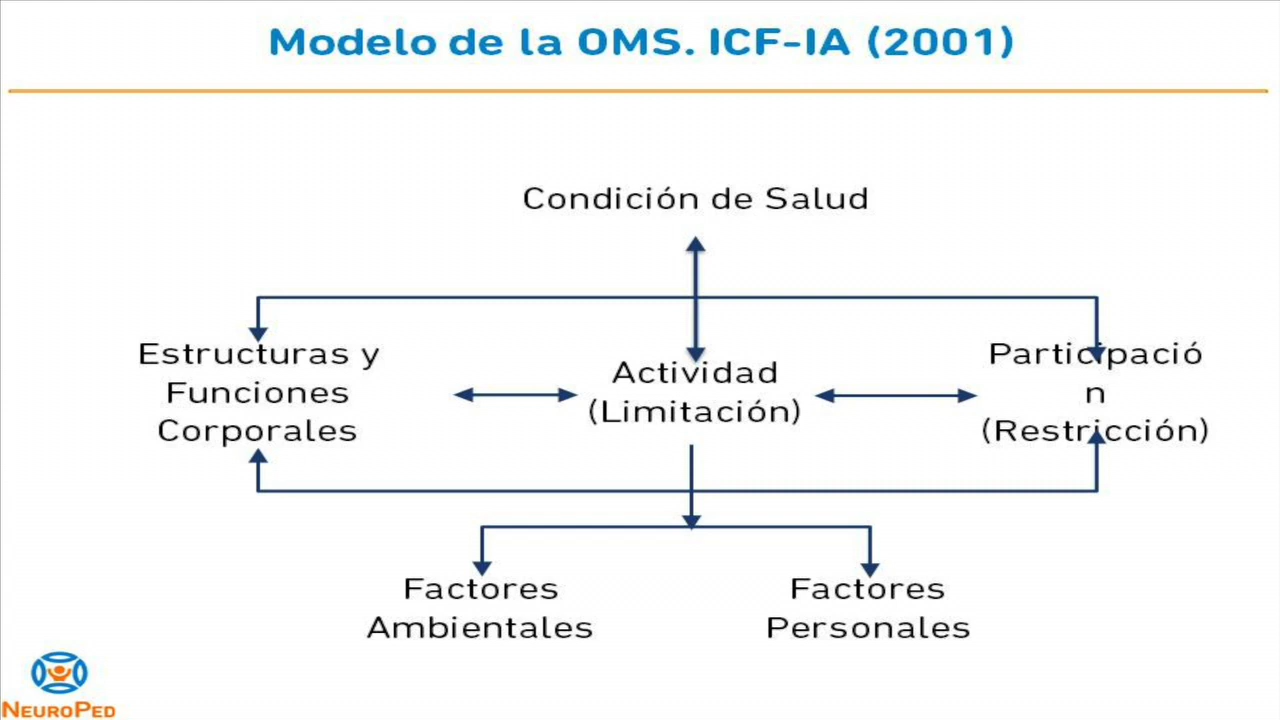 Modelo de la OMS. ICF-IA (2001)
Condición de Salud
Estructuras y
Funciones
Corporales
Actividad
(Limitación)
Participació
n
(Restricción)
Factores
Ambientales
Factores
Personales
NEUROPED